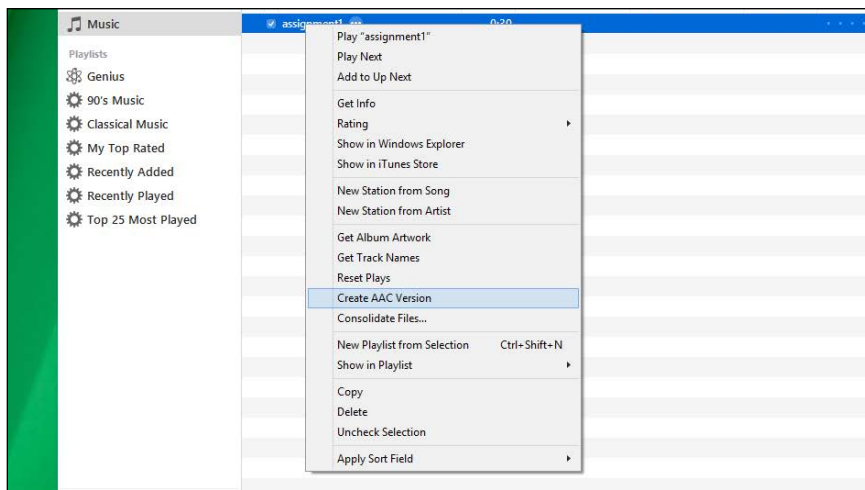 Music
Playlists
Genius
90's Music
Classical Music
My Top Rated
Recently Added
Recently Played
Top 25 Most Played
assignment1 0:30
Play "assignment1"
Play Next
Add to Up Next
Get Info
Rating
Show in Windows Explorer
Show in iTunes Store
New Station from Song
New Station from Artist
Get Album Artwork
Get Track Names
Reset Plays
Create AAC Version
Consolidate Files...
New Playlist from Selection Ctrl+Shift+N
Show in Playlist
Copy
Delete
Uncheck Selection
Apply Sort Field